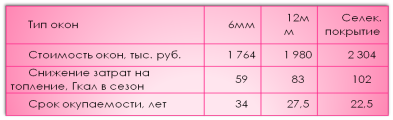 Тип окон 6мм 12м м Селек. покрытие
Стоимость окон, тыс. руб. 1 764 1 980 2 304
Снижение затрат на топление, Гкал в сезон 59 83 102
Срок окупаемости, лет 34 27,5 22,5